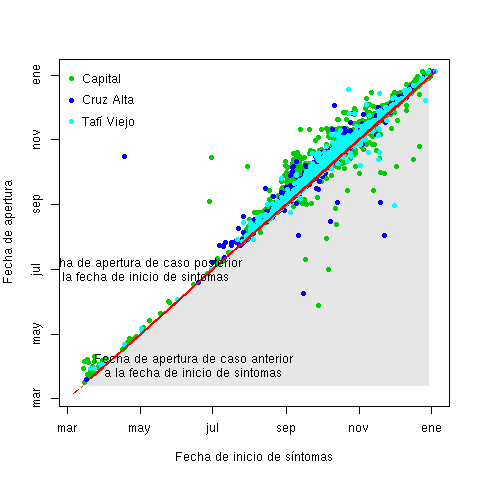 Capital
Cruz Alta
Tafí Viejo
ha de apertura de caso posterior
la fecha de inicio de sintomas
Fecha de apertura de caso anterior
a la fecha de inicio de sintomas
Fecha de apertura
ene
nov
sep
jul
may
mar
mar may jul sep nov ene
Fecha de inicio de síntomas